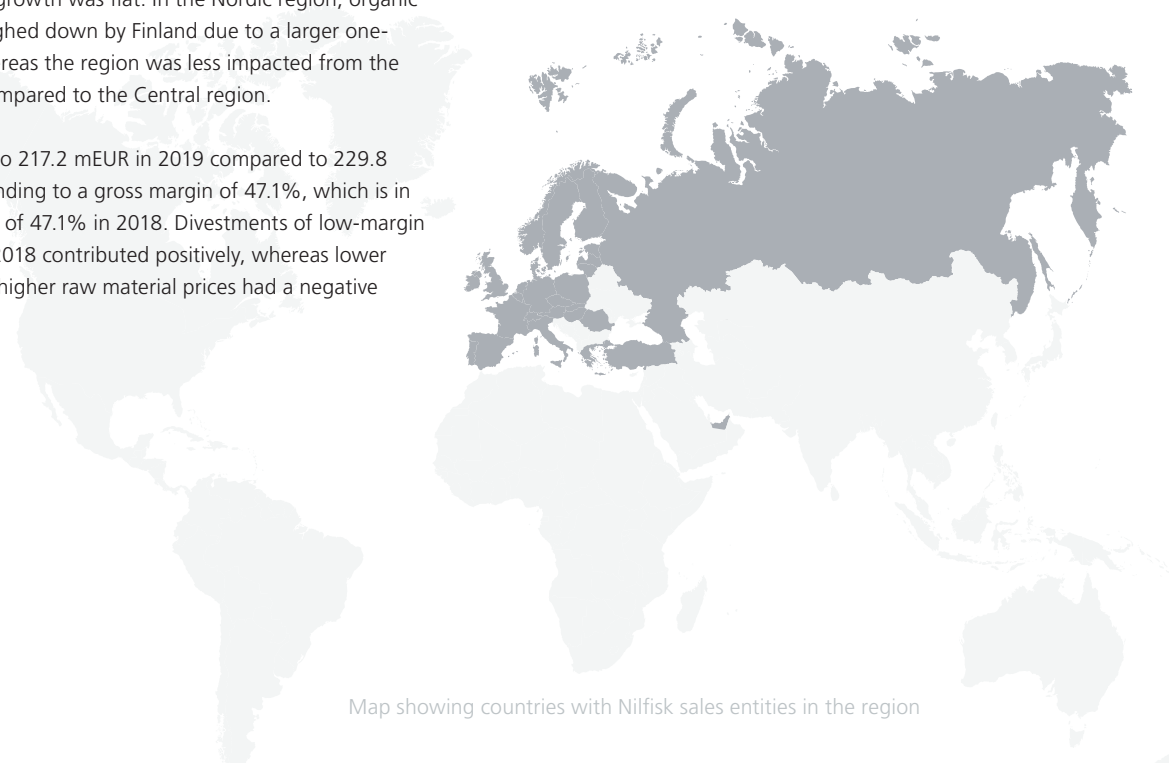 growth was flat. In the Nordic region, organic
ghed down by Finland due to a larger one-
reas the region was less impacted from the
mpared to the Central region.
o 217.2 mEUR in 2019 compared to 229.8
nding to a gross margin of 47.1%, which is in
of 47.1% in 2018. Divestments of low-margin
2018 contributed positively, whereas lower
higher raw material prices had a negative
Map showing countries with Nilfisk sales entities in the region